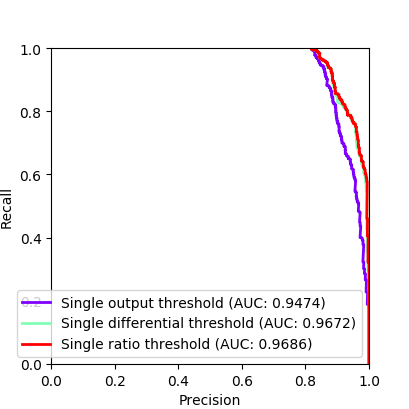 1.0
0.8
0.6
0.4
0.2
0.0
Recall
Single output threshold (AUC: 0.9474)
Single differential threshold (AUC: 0.9672)
Single ratio threshold (AUC: 0.9686)
0.0 0.2 0.4 0.6 0.8 1.0
Precision